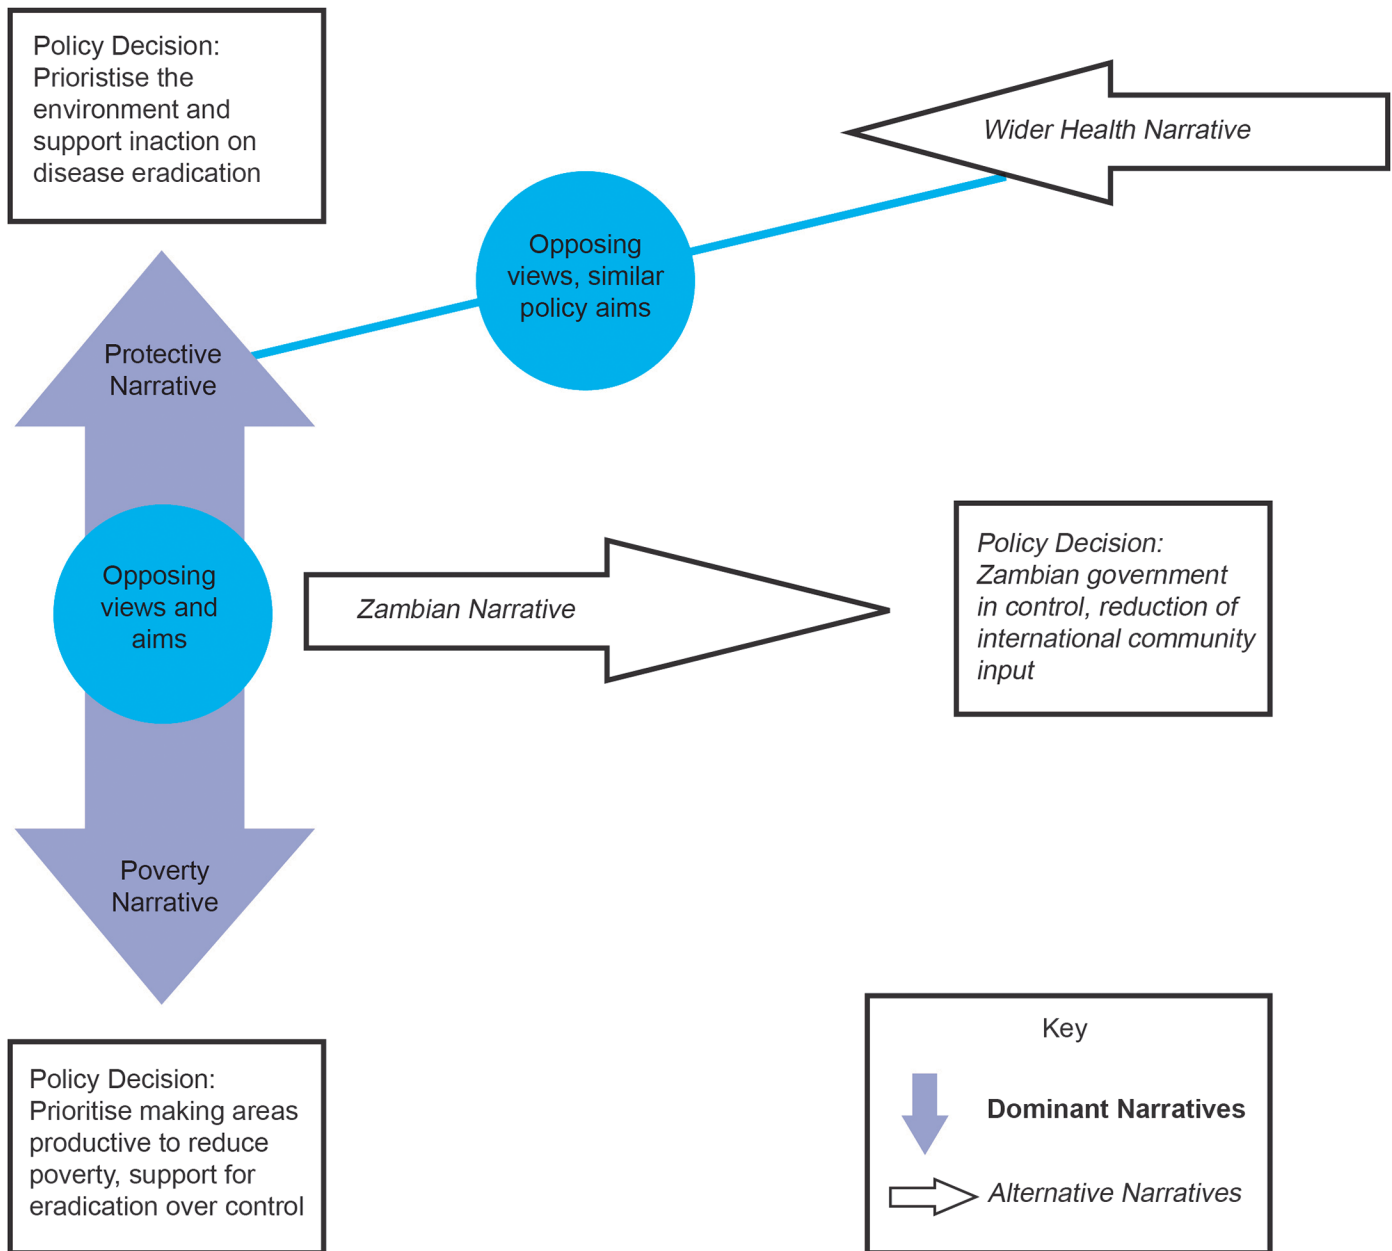 Policy Decision:
Prioristise the
environment and
support inaction on
disease eradication
Wider Health Narrative
Opposing
views, similar
policy aims
Protective
Narrative
Opposing
views and
aims
Zambian Narrative
Policy Decision:
Zambian government
in control, reduction of
international community
input
Poverty
Narrative
Policy Decision:
Prioritise making areas
productive to reduce
poverty, support for
eradication over control
Key
Dominant Narratives
Alternative Narratives